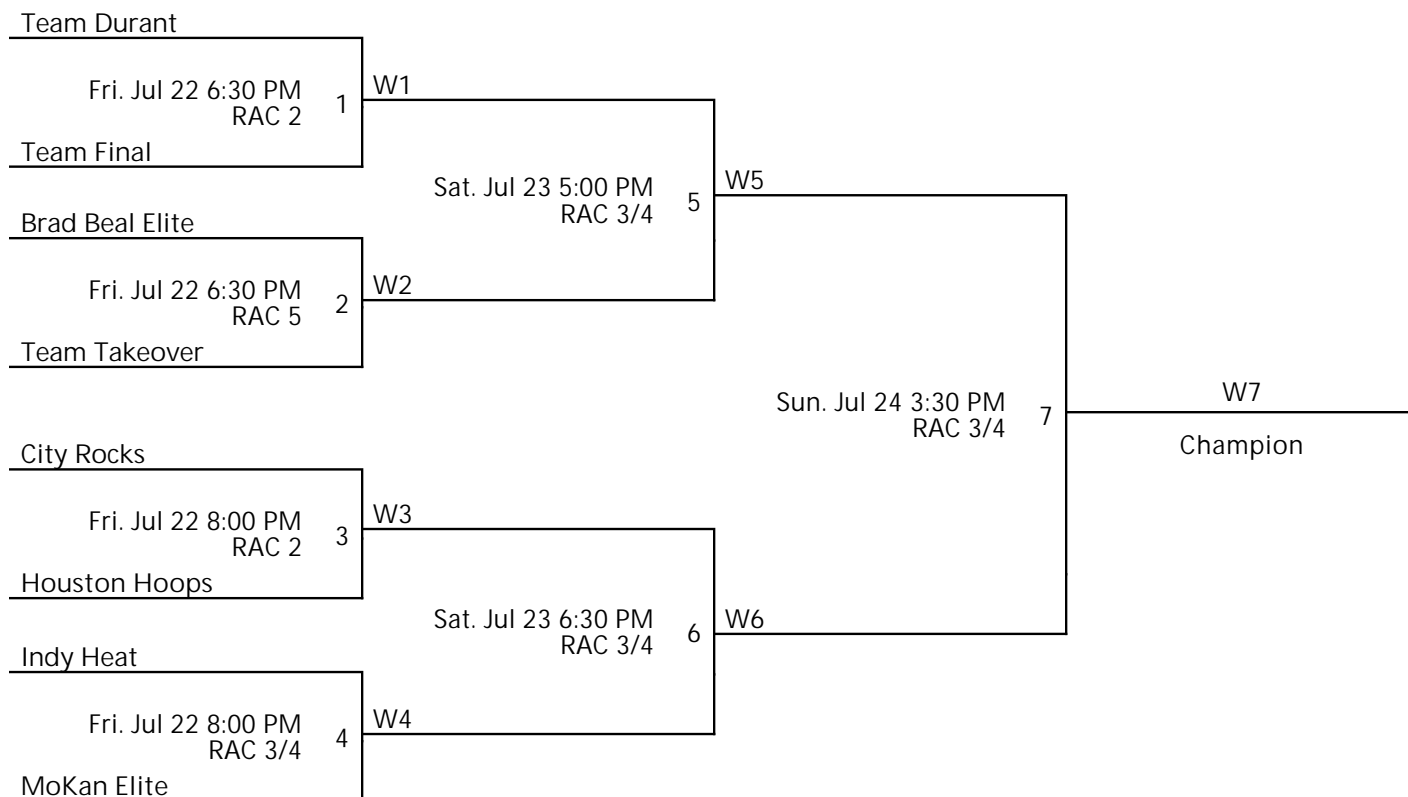 Team Durant
Fri. Jul 22 6:30 PM
RAC 2
1
W1
Team Final
Sat. Jul 23 5:00 PM
RAC 3/4
5
W5
Brad Beal Elite
Fri. Jul 22 6:30 PM
RAC 5
2
W2
Team Takeover
Sun. Jul 24 3:30 PM
RAC 3/4
7
W7
Champion
City Rocks
Fri. Jul 22 8:00 PM
RAC 2
3
W3
Houston Hoops
Sat. Jul 23 6:30 PM
RAC 3/4
6
W6
Indy Heat
Fri. Jul 22 8:00 PM
RAC 3/4
4
W4
MoKan Elite